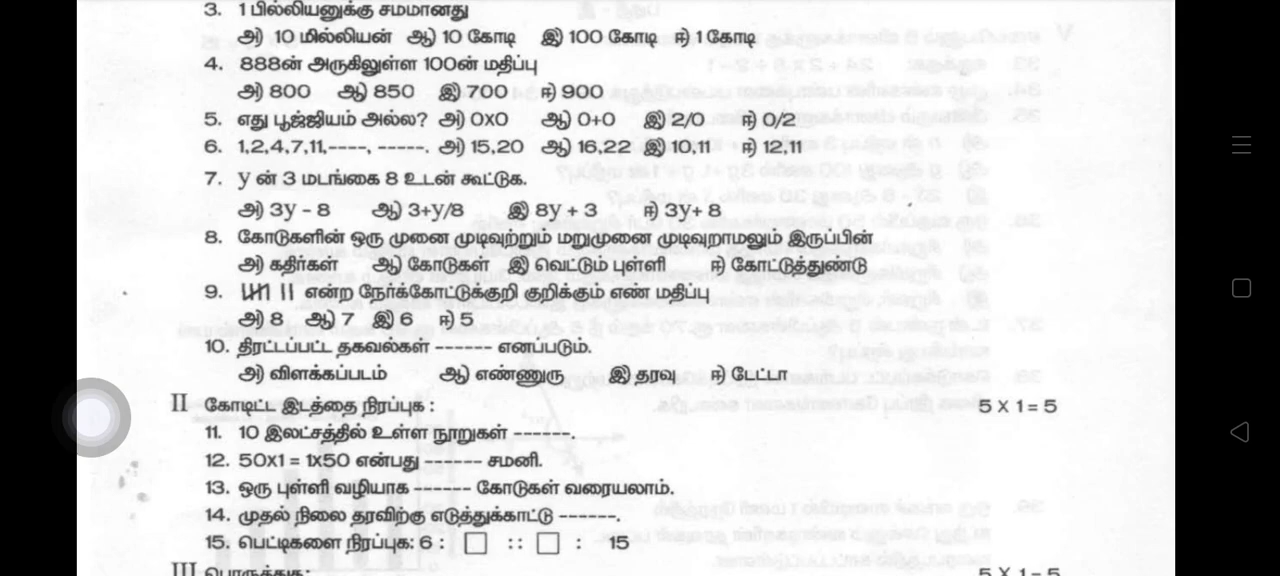 3. 1 பில்லியனுக்கு சமமானது
அ) 10 மில்லியன் ஆ) 10 கோடி இ) 100 கோடி ஈ) 1 கோடி
4. 888ன் அருகிலுள்ள 100ன் மதிப்பு
அ) 800 ஆ) 850 இ) 700 ஈ) 900
5. எது பூஜ்ஜியம் அல்ல? அ) 0x0 ஆ) 0+0 இ) 2/0 ஈ) 0/2
6. 1,2,4,7,11,----, -----. அ) 15,20 ஆ) 16,22 இ) 10,11 ஈ) 12,11
7. y ன் 3 மடங்கை 8 உடன் கூட்டுக.
அ) 3y - 8 ஆ) 3+y/8 இ) 8y + 3 ஈ) 3y+ 8
8. கோடுகளின் ஒரு முனை முடிவுற்றும் மறுமுனை முடிவுறாமலும் இருப்பின்
அ) கதிர்கள் ஆ) கோடுகள் இ) வெட்டும் புள்ளி ஈ) கோட்டுத்துண்டு
9. என்ற நேர்க்கோட்டுக்குறி குறிக்கும் எண் மதிப்பு
அ) 8 ஆ) 7 இ) 6 ஈ) 5
10. திரட்டப்பட்ட தகவல்கள் ------ எனப்படும்.
அ) விளக்கப்படம் ஆ) எண்ணுரு இ) தரவு ஈ) டேட்டா
II கோடிட்ட இடத்தை நிரப்புக : 5 X 1 = 5
11. 10 இலட்சத்தில் உள்ள நூறுகள் ------.
12. 50x1 = 1x50 என்பது ------ சமனி.
13. ஒரு புள்ளி வழியாக ------ கோடுகள் வரையலாம்.
14. முதல் நிலை தரவிற்கு எடுத்துக்காட்டு ------.
15. பெட்டிகளை நிரப்புக: 6 : □ :: □ : 15
III பொருத்துக: 5 X 1 = 5